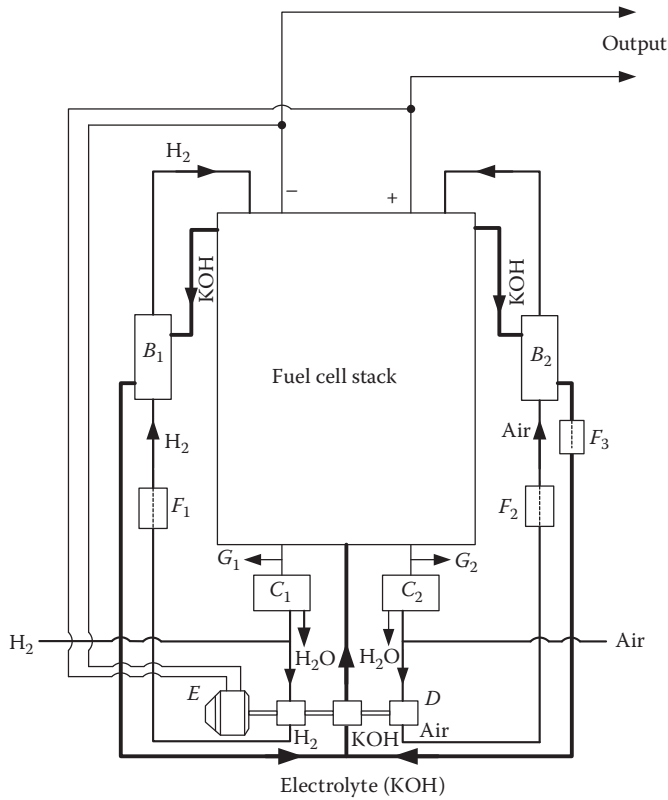 Output
H₂
−
+
KOH
KOH
B₁
B₂
Fuel cell stack
H₂
Air
F₃
F₁
F₂
G₁
G₂
C₁
C₂
H₂
Air
H₂O
H₂O
E
D
H₂
KOH
Air
Electrolyte (KOH)